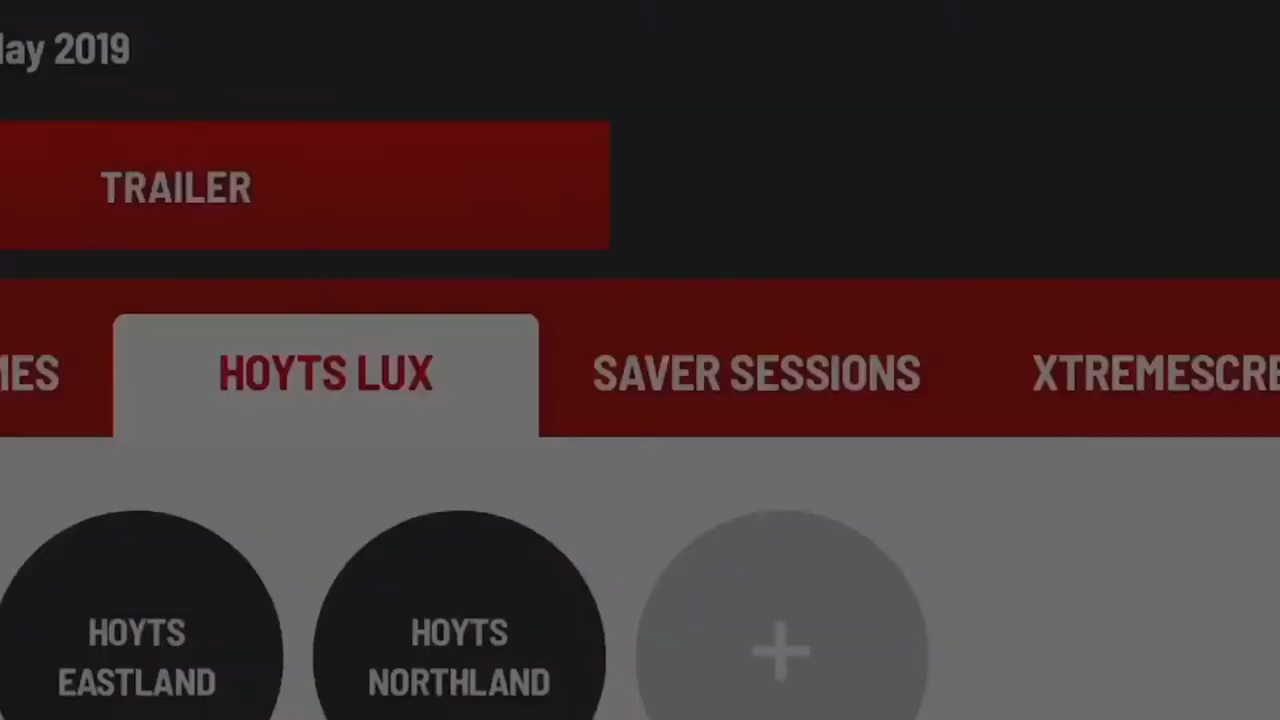 2019
TRAILER
HOYTS LUX SAVER SESSIONS
HOYTS
EASTLAND
HOYTS
NORTHLAND
+